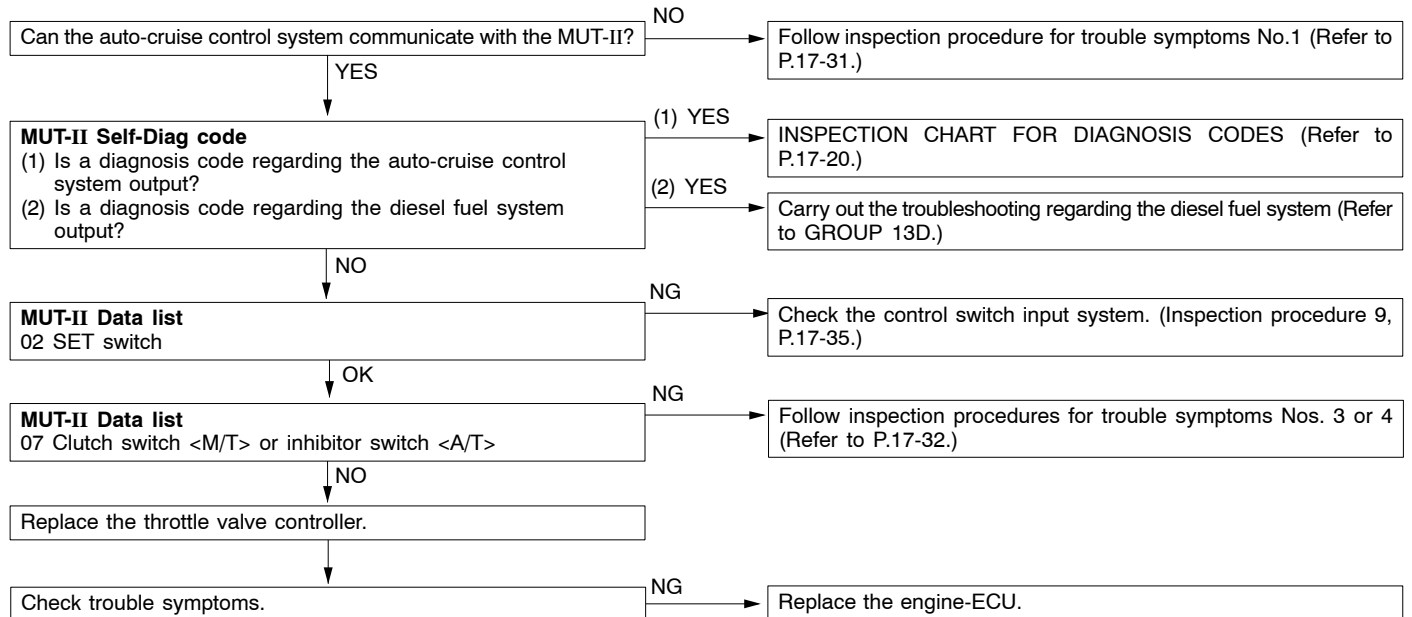 Can the auto-cruise control system communicate with the MUT-II?
NO
Follow inspection procedure for trouble symptoms No.1 (Refer to
P.17-31.)
YES
MUT-II Self-Diag code
(1) Is a diagnosis code regarding the auto-cruise control
system output?
(2) Is a diagnosis code regarding the diesel fuel system
output?
(1) YES
INSPECTION CHART FOR DIAGNOSIS CODES (Refer to
P.17-20.)
(2) YES
Carry out the troubleshooting regarding the diesel fuel system (Refer
to GROUP 13D.)
NO
MUT-II Data list
02 SET switch
NG
Check the control switch input system. (Inspection procedure 9,
P.17-35.)
OK
MUT-II Data list
07 Clutch switch <M/T> or inhibitor switch <A/T>
NG
Follow inspection procedures for trouble symptoms Nos. 3 or 4
(Refer to P.17-32.)
NO
Replace the throttle valve controller.
Check trouble symptoms.
NG
Replace the engine-ECU.